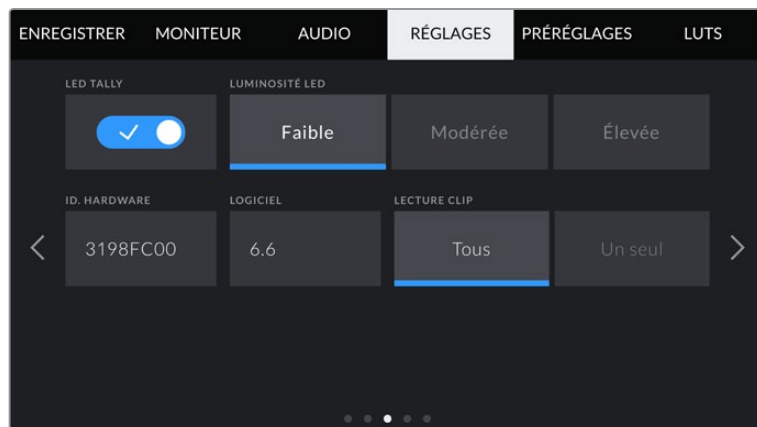 ENREGISTRER MONITEUR AUDIO RÉGLAGES PRÉRÉGLAGES LUTS
LED TALLY LUMINOSITÉ LED
Faible Modérée Élevée
ID. HARDWARE LOGICIEL LECTURE CLIP
3198FC00 6.6 Tous Un seul